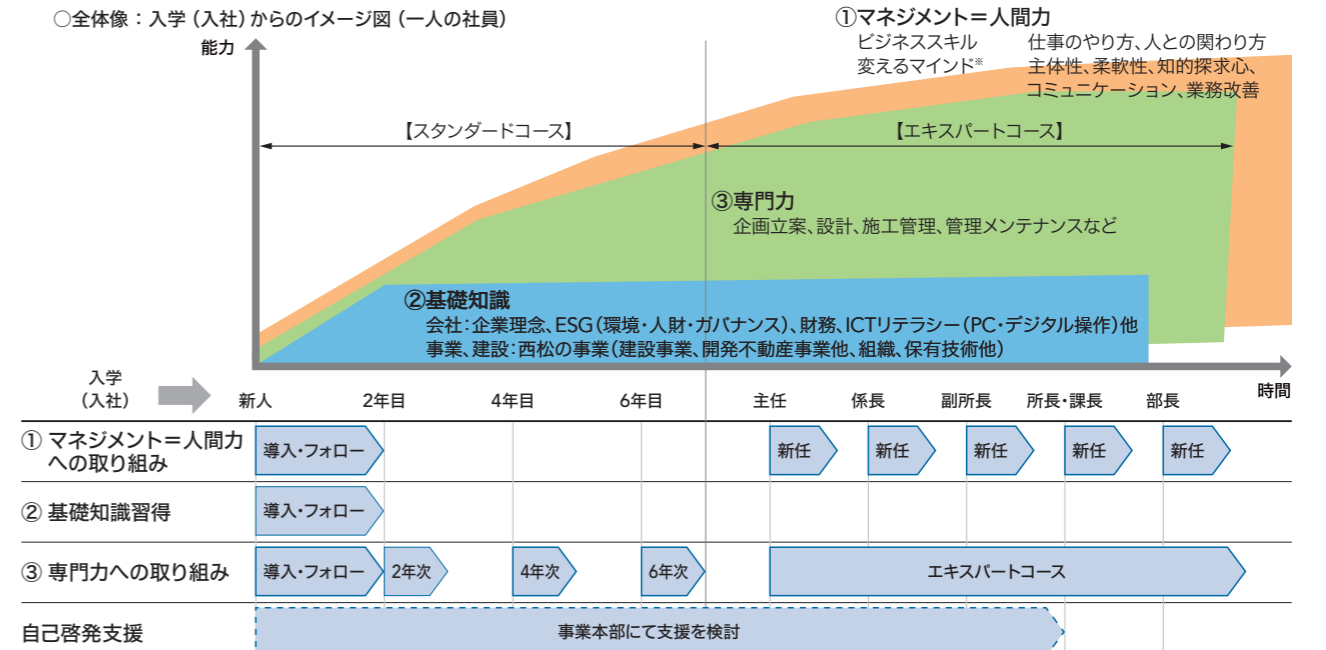 ○全体像：入学（入社）からのイメージ図（一人の社員）
①マネジメント＝人間力
ビジネススキル　仕事のやり方、人との関わり方
変えるマインド※　主体性、柔軟性、知的探求心、
コミュニケーション、業務改善
能力
【スタンダードコース】
【エキスパートコース】
③専門力
企画立案、設計、施工管理、管理メンテナンスなど
②基礎知識
会社：企業理念、ESG（環境・人財・ガバナンス）、財務、ICTリテラシー（PC・デジタル操作）他
事業、建設：西松の事業（建設事業、開発不動産事業他、組織、保有技術他）
時間
入学
（入社）
新人　2年目　4年目　6年目　主任　係長　副所長　所長・課長　部長
① マネジメント＝人間力
への取り組み
導入・フォロー　新任　新任　新任　新任　新任
② 基礎知識習得　導入・フォロー
③ 専門力への取り組み　導入・フォロー　2年次　4年次　6年次　エキスパートコース
自己啓発支援　事業本部にて支援を検討